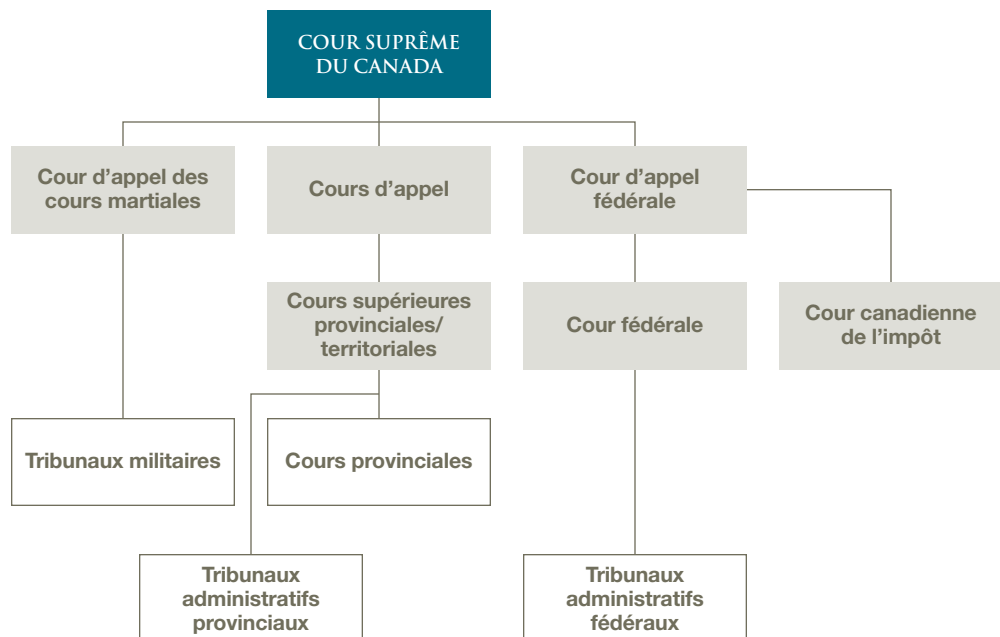 COUR SUPRÊME
DU CANADA
Cour d’appel des
cours martiales
Cours d’appel
Cour d’appel
fédérale
Cours supérieures
provinciales/
territoriales
Cour fédérale
Cour canadienne
de l’impôt
Tribunaux militaires
Cours provinciales
Tribunaux
administratifs
provinciaux
Tribunaux
administratifs
fédéraux